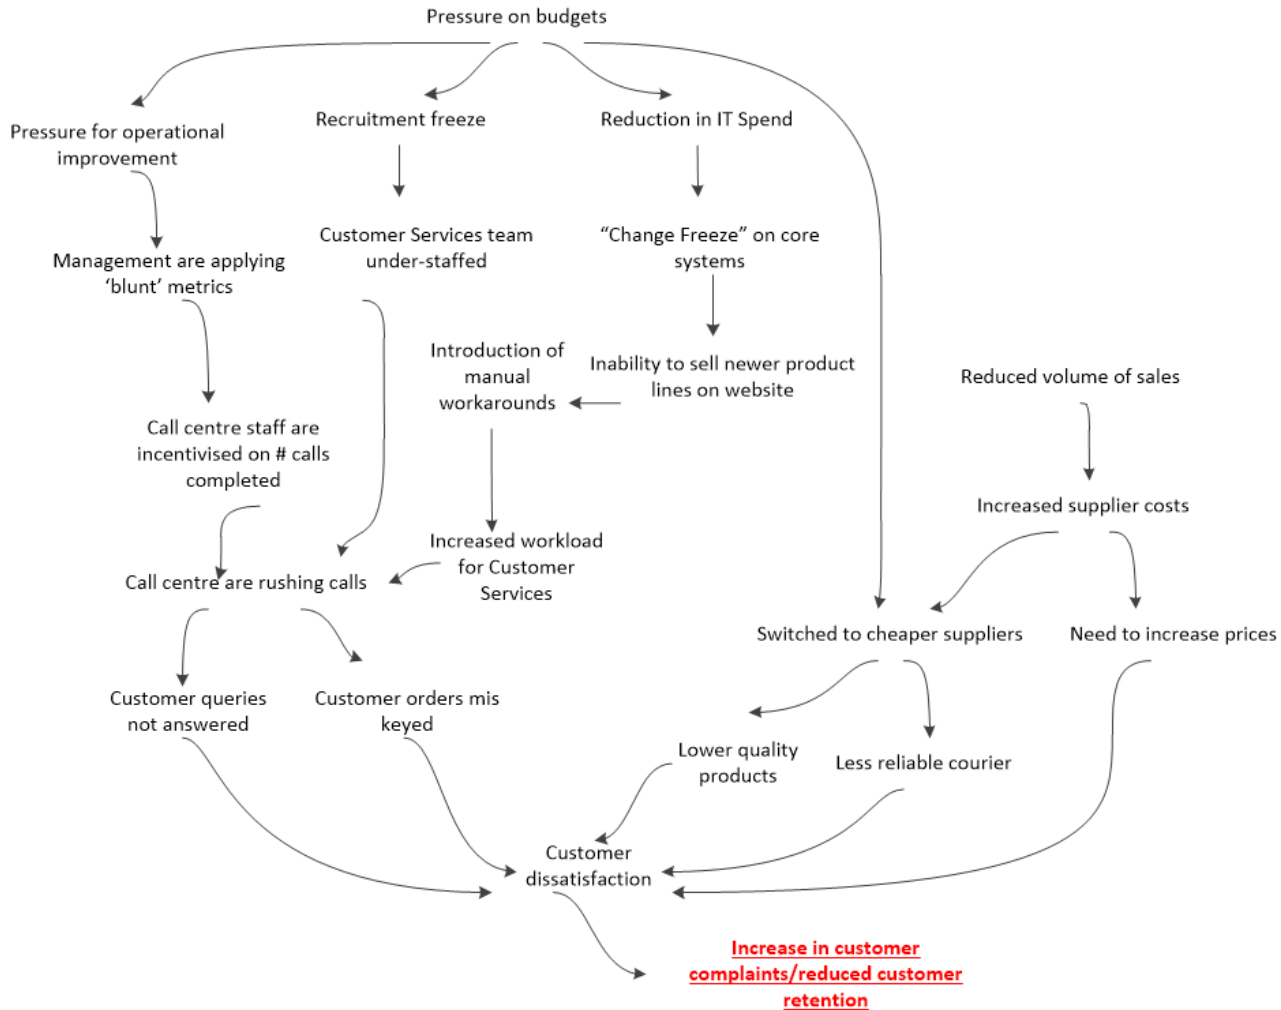 Pressure on budgets
Pressure for operational
improvement
Recruitment freeze
Reduction in IT Spend
Management are applying
‘blunt’ metrics
Customer Services team
under-staffed
“Change Freeze” on core
systems
Introduction of
manual
workarounds
Inability to sell newer product
lines on website
Reduced volume of sales
Call centre staff are
incentivised on # calls
completed
Increased supplier costs
Increased workload
for Customer
Services
Call centre are rushing calls
Switched to cheaper suppliers
Need to increase prices
Customer queries
not answered
Customer orders mis
keyed
Lower quality
products
Less reliable courier
Customer
dissatisfaction
Increase in customer
complaints/reduced customer
retention